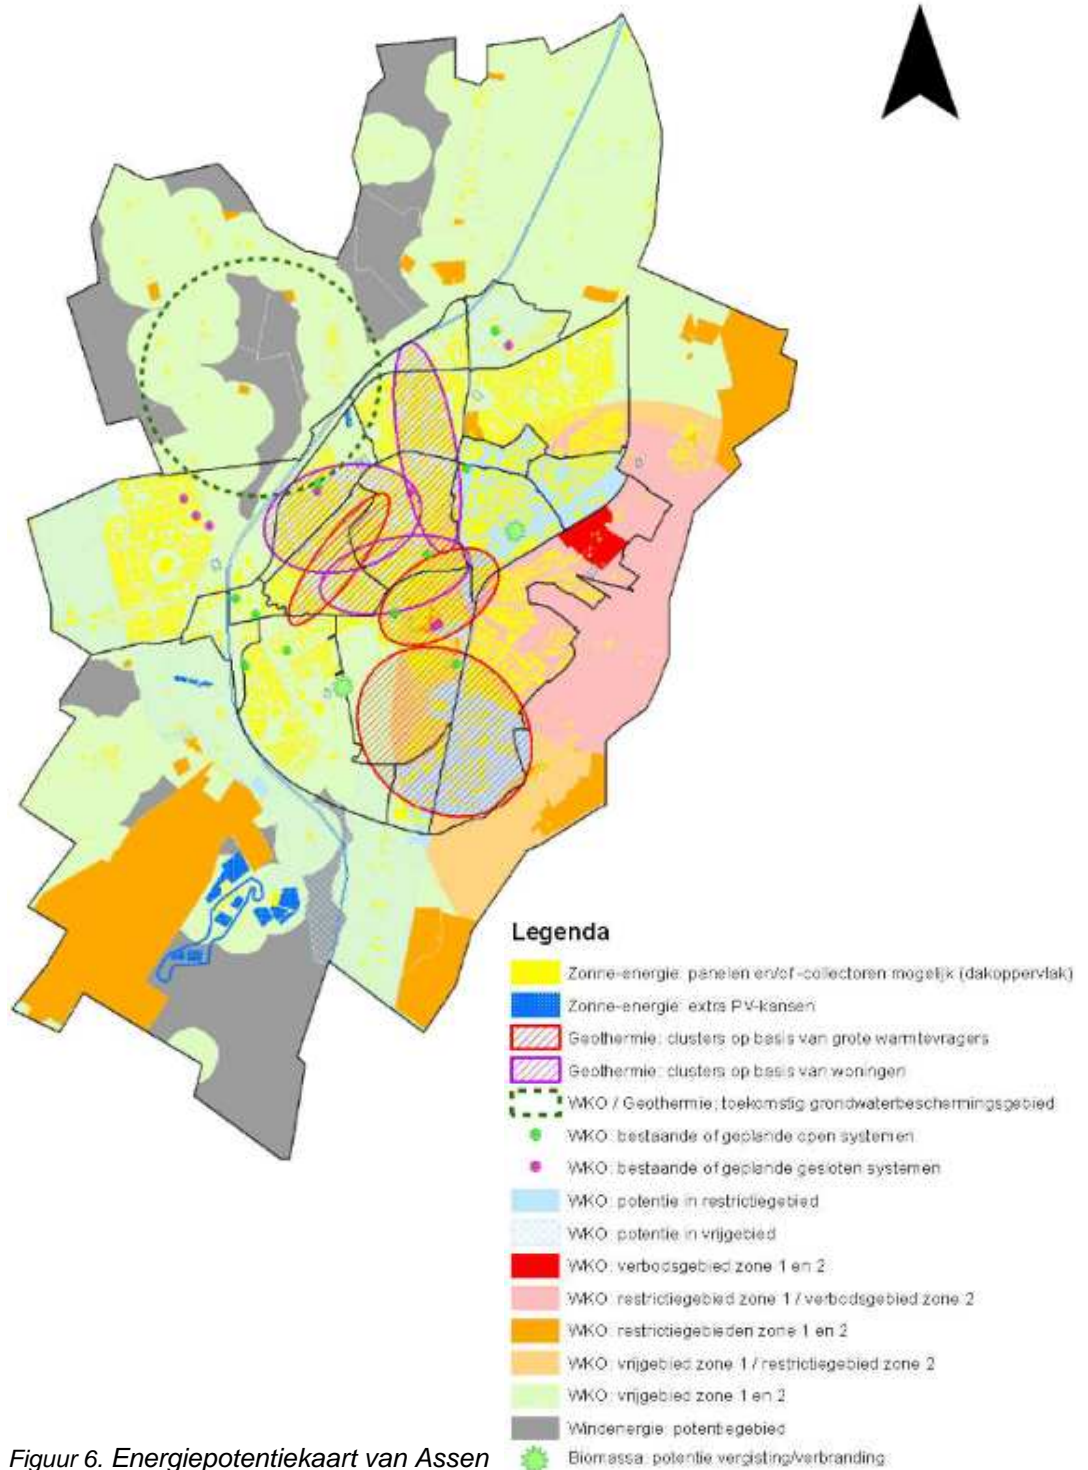 Legenda
Zonne-energie: panelen en/of -collectoren mogelijk (dakoppervlak)
Zonne-energie: extra PV-kansen
Geothermie: clusters op basis van grote warmtevragers
Geothermie: clusters op basis van woningen
WKO / Geothermie: toekomstig grondwaterbeschermingsgebied
WKO: bestaande of geplande open systemen
WKO: bestaande of geplande gesloten systemen
WKO: potentie in restrictiegebied
WKO: potentie in vrijgebied
WKO: verbodsgebied zone 1 en 2
WKO: restrictiegebied zone 1 / verbodsgebied zone 2
WKO: restrictiegebieden zone 1 en 2
WKO: vrijgebied zone 1 / restrictiegebied zone 2
WKO: vrijgebied zone 1 en 2
Windenergie: potentiegebied
Biomassa: potentie vergisting/verbranding
Figuur 6. Energiepotentiekaart van Assen